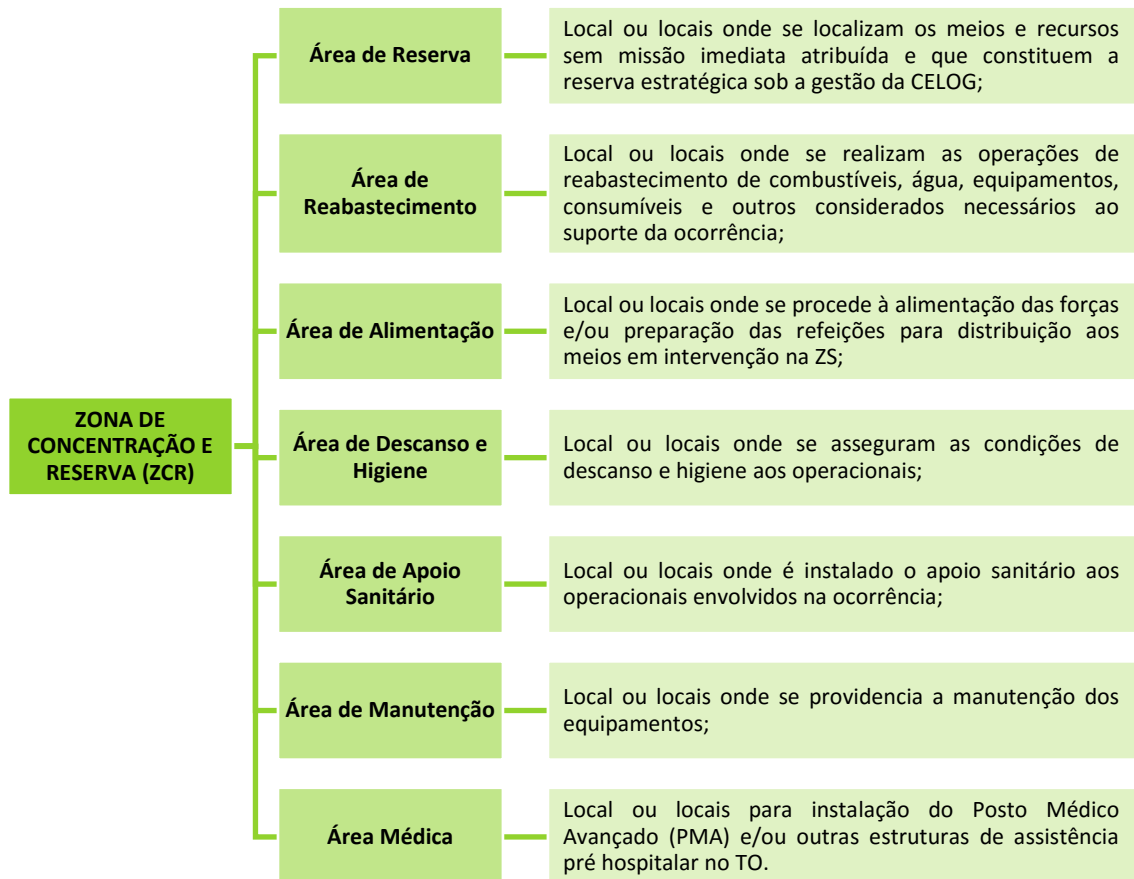 Área de Reserva
Local ou locais onde se localizam os meios e recursos
sem missão imediata atribuída e que constituem a
reserva estratégica sob a gestão da CELOG;
Área de
Reabastecimento
Local ou locais onde se realizam as operações de
reabastecimento de combustíveis, água, equipamentos,
consumíveis e outros considerados necessários ao
suporte da ocorrência;
Área de Alimentação
Local ou locais onde se procede à alimentação das forças
e/ou preparação das refeições para distribuição aos
meios em intervenção na ZS;
ZONA DE
CONCENTRAÇÃO E
RESERVA (ZCR)
Área de Descanso e
Higiene
Local ou locais onde se asseguram as condições de
descanso e higiene aos operacionais;
Área de Apoio
Sanitário
Local ou locais onde é instalado o apoio sanitário aos
operacionais envolvidos na ocorrência;
Área de Manutenção
Local ou locais onde se providencia a manutenção dos
equipamentos;
Área Médica
Local ou locais para instalação do Posto Médico
Avançado (PMA) e/ou outras estruturas de assistência
pré hospitalar no TO.